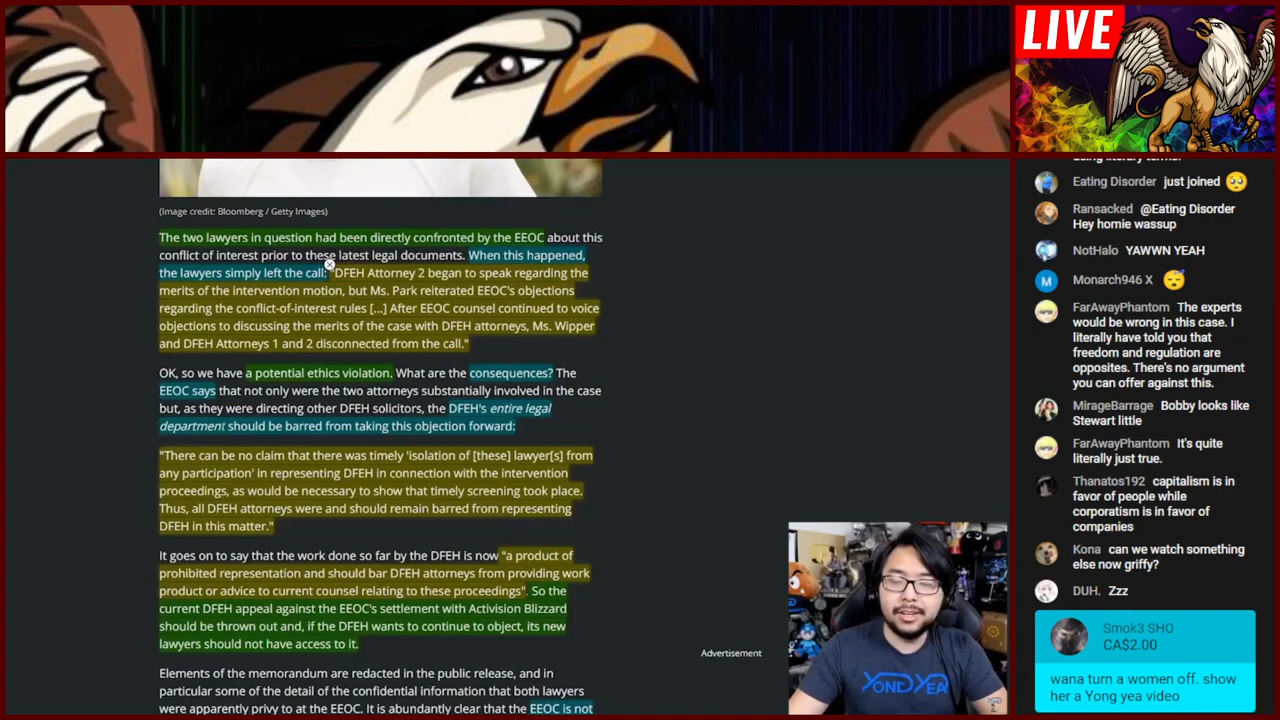 LIVE
(Image credit: Bloomberg / Getty Images)
The two lawyers in question had been directly confronted by the EEOC about this
conflict of interest prior to these latest legal documents. When this happened,
the lawyers simply left the call: "DFEH Attorney 2 began to speak regarding the
merits of the intervention motion, but Ms. Park reiterated EEOC's objections
regarding the conflict-of-interest rules [...] After EEOC counsel continued to voice
objections to discussing the merits of the case with DFEH attorneys, Ms. Wipper
and DFEH Attorneys 1 and 2 disconnected from the call."
OK, so we have a potential ethics violation. What are the consequences? The
EEOC says that not only were the two attorneys substantially involved in the case
but, as they were directing other DFEH solicitors, the DFEH's entire legal
department should be barred from taking this objection forward:
"There can be no claim that there was timely 'isolation of [these] lawyer[s] from
any participation' in representing DFEH in connection with the intervention
proceedings, as would be necessary to show that timely screening took place.
Thus, all DFEH attorneys were and should remain barred from representing
DFEH in this matter."
It goes on to say that the work done so far by the DFEH is now "a product of
prohibited representation and should bar DFEH attorneys from providing work
product or advice to current counsel relating to these proceedings". So the
current DFEH appeal against the EEOC's settlement with Activision Blizzard
should be thrown out and, if the DFEH wants to continue to object, its new
lawyers should not have access to it.
Elements of the memorandum are redacted in the public release, and in
particular some of the detail of the confidential information that both lawyers
were apparently privy to at the EEOC. It is abundantly clear that the EEOC is not
Advertisement
YONGYEA
using literary terms.
Eating Disorder just joined
Ransacked @Eating Disorder
Hey homie wassup
NotHalo YAWWN YEAH
M
Monarch946 X
FarAwayPhantom The experts
would be wrong in this case. I
literally have told you that
freedom and regulation are
opposites. There's no argument
you can offer against this.
MirageBarrage Bobby looks like
Stewart little
FarAwayPhantom It's quite
literally just true.
Thanatos192 capitalism is in
favor of people while
corporatism is in favor of
companies
Kona can we watch something
else now griffy?
DUH. Zzz
Smok3 SHO
CA$2.00
wana turn a women off. show
her a Yong yea video